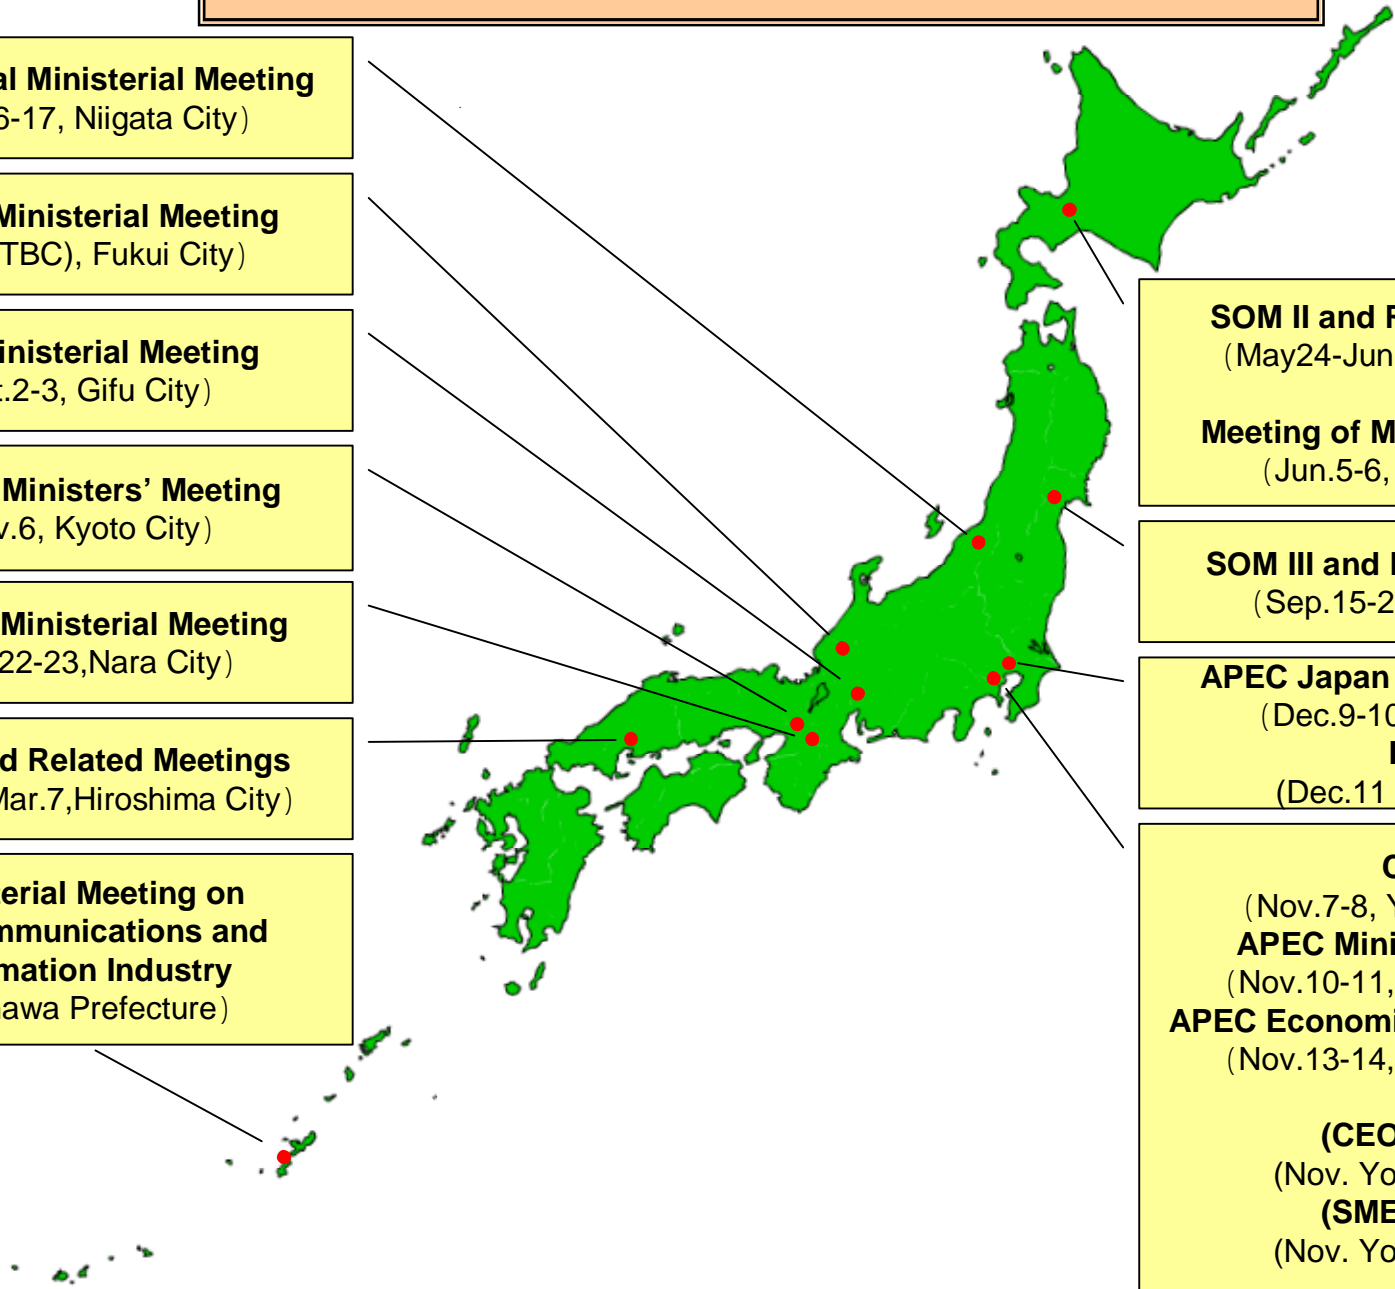 al Ministerial Meeting
6-17, Niigata City）
Ministerial Meeting
TBC), Fukui City）
inisterial Meeting
t.2-3, Gifu City）
Ministers’ Meeting
v.6, Kyoto City）
Ministerial Meeting
22-23,Nara City）
d Related Meetings
Mar.7,Hiroshima City）
erial Meeting on
mmunications and
mation Industry
awa Prefecture）
SOM II and
（May24-Jun
Meeting of M
（Jun.5-6,
SOM III and
（Sep.15-2
APEC Japan
（Dec.9-10
(Dec.11
C
（Nov.7-8, Y
APEC Mini
（Nov.10-11,
APEC Economi
（Nov.13-14,
(CEO
(Nov. Yo
(SME
(Nov. Yo